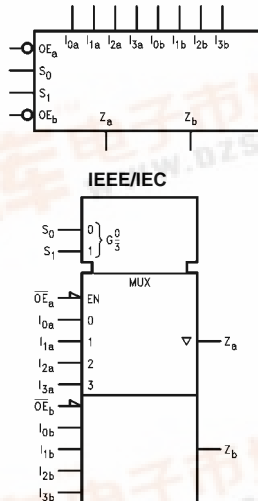 I0a I1a I2a I3a I0b I1b I2b I3b
OEa
S0
S1
OEb
Za Zb
IEEE/IEC
S0 0
S1 1
G 0/3
MUX
OEa EN
I0a 0
I1a 1 ▽ Za
I2a 2
I3a 3
OEb
I0b
I1b Zb
I2b
I3b